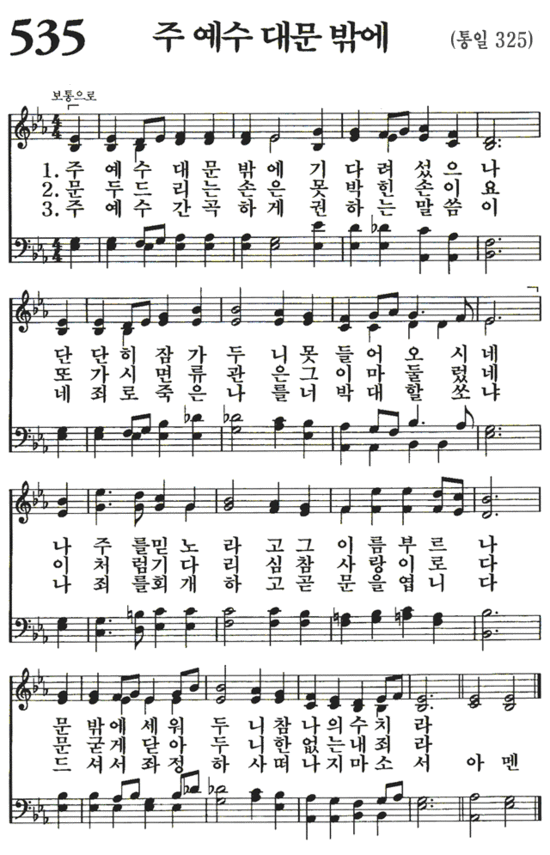 535 주 예수 대문 밖에 (통일 325)
보통으로
1. 주 예 수 대 문 밖 에 기 다 려 섰 으 나
2. 문 두 드 리 는 손 은 못 박 힌 손 이 요
3. 주 예 수 간 곡 하 게 권 하 는 말 씀 이
단 단 히 잠 가 두 니 못 들 어 오 시 네
또 가 시 면 류 관 은 그 이 마 둘 렀 네
네 죄 로 죽 은 나 를 너 박 대 할 쏘 냐
나 주 를 믿 노 라 고 그 이 름 부 르 나
이 처 럼 기 다 리 심 참 사 랑 이 로 다
나 죄 를 회 개 하 고 곧 문 을 엽 니 다
문 밖 에 세 워 두 니 참 나 의 수 치 라
문 굳 게 닫 아 두 니 한 없 는 내 죄 라
드 셔 서 좌 정 하 사 떠 나 지 마 소 서 아 멘